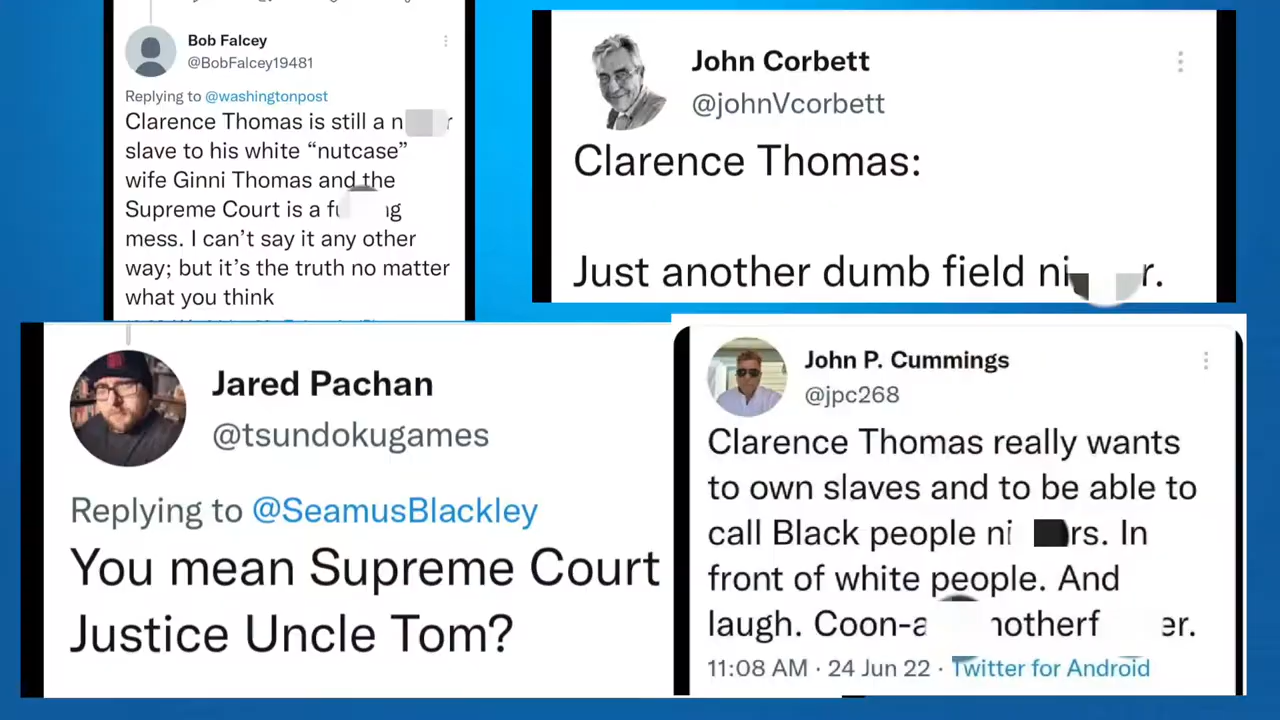 Bob Falcey
@BobFalcey19481
Replying to @washingtonpost
Clarence Thomas is still a n r
slave to his white “nutcase”
wife Ginni Thomas and the
Supreme Court is a fu g
mess. I can’t say it any other
way; but it’s the truth no matter
what you think
John Corbett
@johnVcorbett
Clarence Thomas:
Just another dumb field ni r.
Jared Pachan
@tsundokugames
Replying to @SeamusBlackley
You mean Supreme Court
Justice Uncle Tom?
John P. Cummings
@jpc268
Clarence Thomas really wants
to own slaves and to be able to
call Black people ni rs. In
front of white people. And
laugh. Coon-a otherf er.
11:08 AM · 24 Jun 22 · Twitter for Android